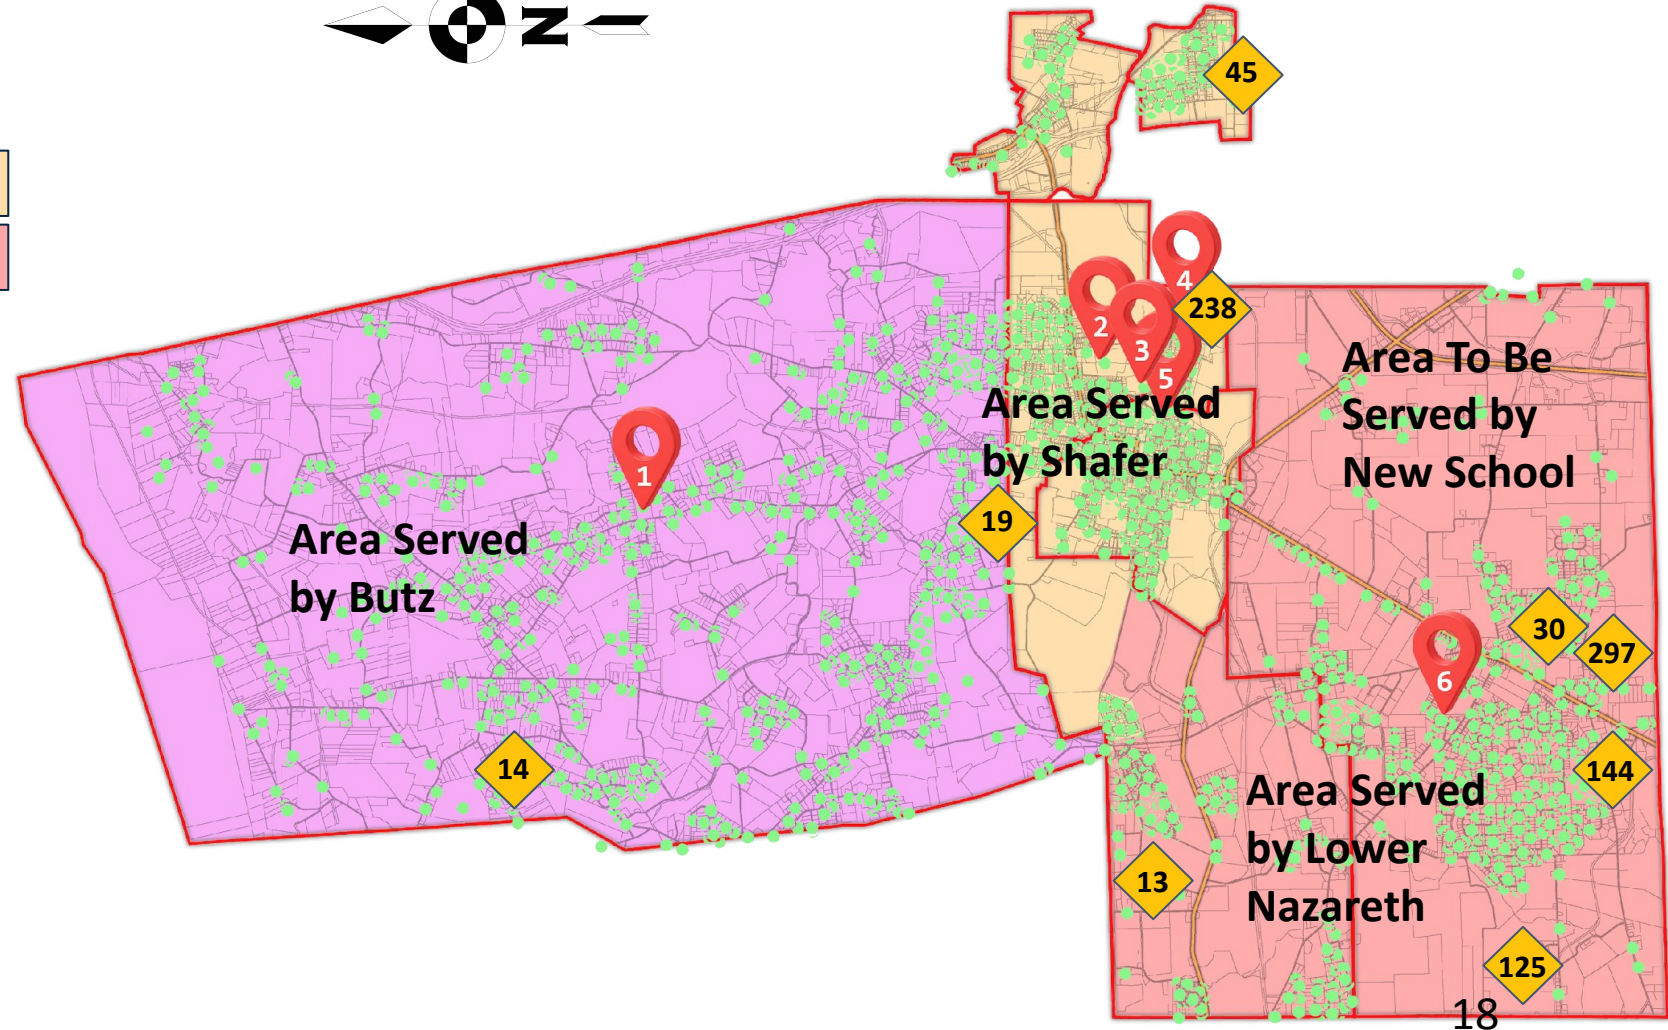 N
45
4
238
2
3
5
Area Served
by Shafer
Area To Be
Served by
New School
1
19
Area Served
by Butz
30
297
6
14
144
Area Served
by Lower
Nazareth
13
125
18